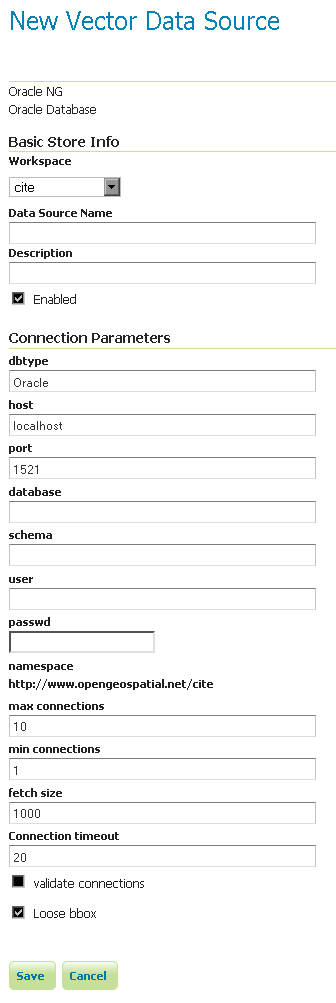 New Vector Data Source
Oracle NG
Oracle Database
Basic Store Info
Workspace
cite
Data Source Name
Description
Enabled
Connection Parameters
dbtype
Oracle
host
localhost
port
1521
database
schema
user
passwd
namespace
http://www.opengeospatial.net/cite
max connections
10
min connections
1
fetch size
1000
Connection timeout
20
validate connections
Loose bbox
Save Cancel